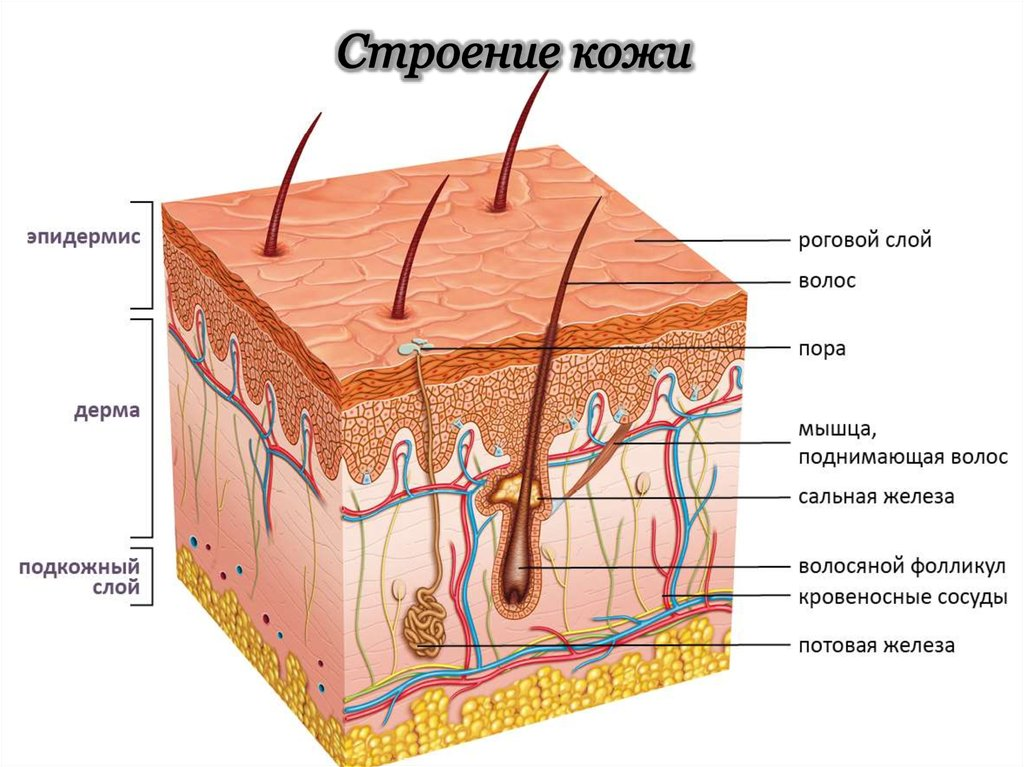 Строение кожи
эпидермис
дерма
подкожный
слой
роговой слой
волос
пора
мышца,
поднимающая волос
сальная железа
волосяной фолликул
кровеносные сосуды
потовая железа